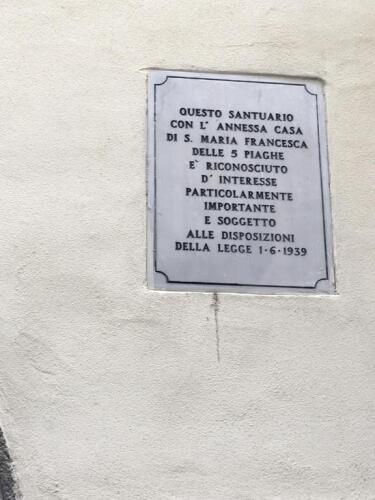 QUESTO SANTUARIO
CON L' ANNESSA CASA
DI S. MARIA FRANCESCA
DELLE 5 PIAGHE
E' RICONOSCIUTO
D' INTERESSE
PARTICOLARMENTE
IMPORTANTE
E SOGGETTO
ALLE DISPOSIZIONI
DELLA LEGGE 1-6-1939